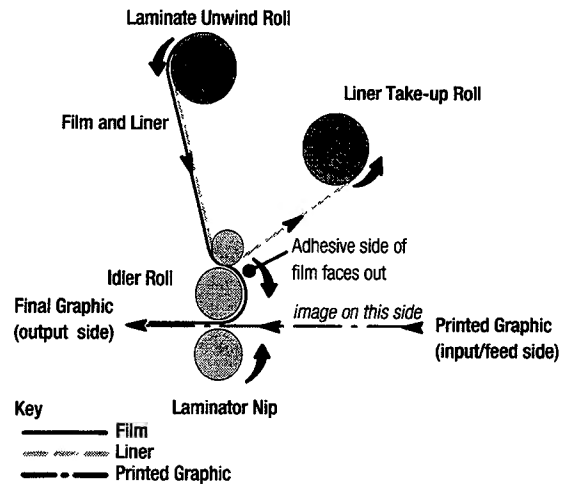 Laminate Unwind Roll
Liner Take-up Roll
Film and Liner
Adhesive side of
film faces out
Idler Roll
Final Graphic
(output side)
image on this side
Printed Graphic
(input/feed side)
Laminator Nip
Key
Film
Liner
Printed Graphic